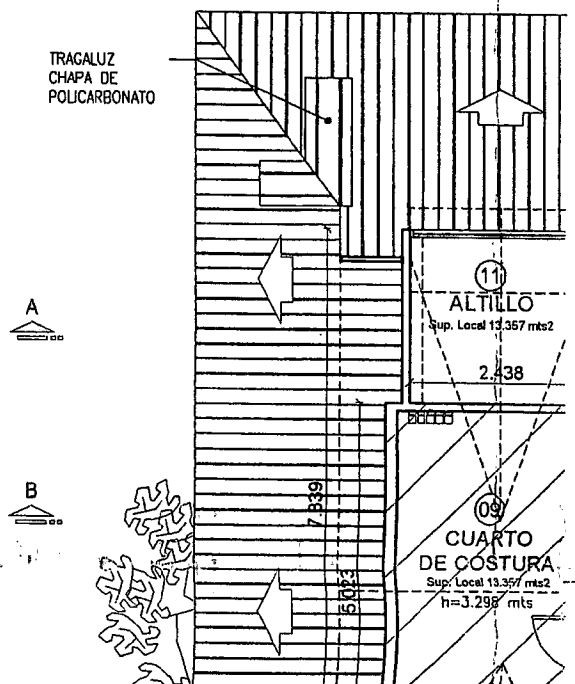 TRAGALUZ
CHAPA DE
POLICARBONATO
A
11
ALTILLO
Sup. Local 13.357 mts2
2.438
7.839
B
09
CUARTO
DE COSTURA
Sup. Local 13.357 mts2
h=3.298 mts
5.023